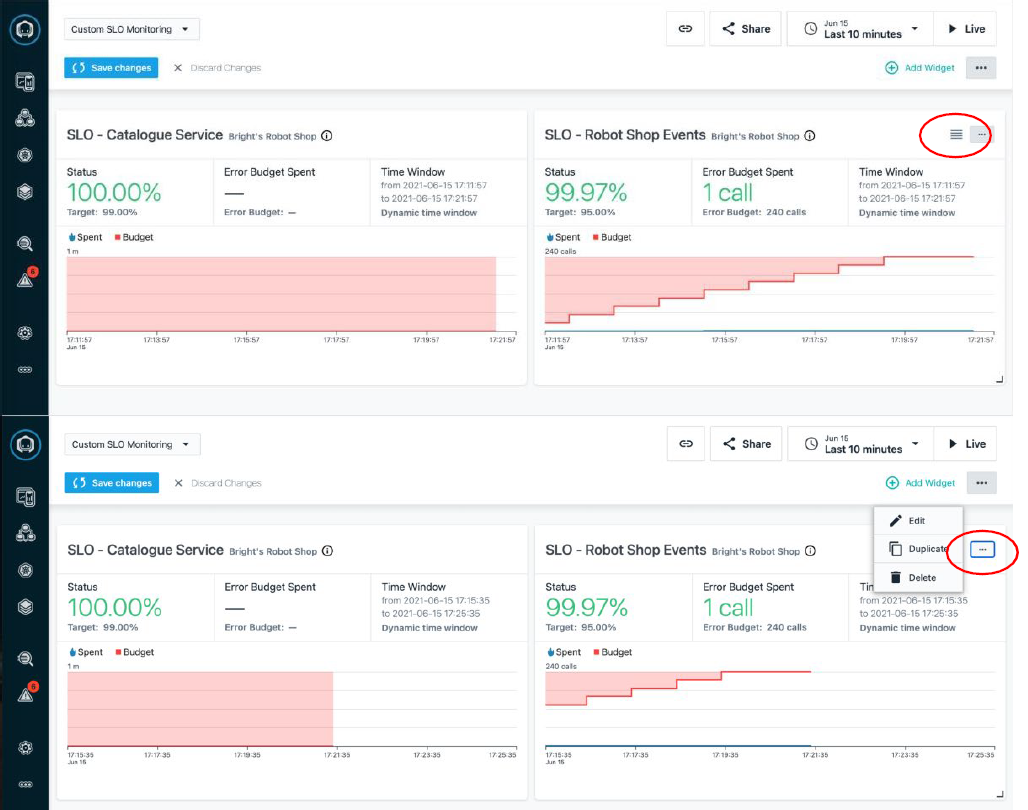 Custom SLO Monitoring
Share
Jun 15
Last 10 minutes
Live
Save changes
Discard Changes
Add Widget
SLO - Catalogue Service Bright's Robot Shop
Status
100.00%
Target: 99.00%
Error Budget Spent
—
Error Budget: —
Time Window
from 2021-06-15 17:11:57
to 2021-06-15 17:21:57
Dynamic time window
Spent Budget
1 m
17:11:57 17:13:57 17:15:57 17:17:57 17:19:57 17:21:57
Jun 15
SLO - Robot Shop Events Bright's Robot Shop
Status
99.97%
Target: 95.00%
Error Budget Spent
1 call
Error Budget: 240 calls
Time Window
from 2021-06-15 17:11:57
to 2021-06-15 17:21:57
Dynamic time window
Spent Budget
240 calls
17:11:57 17:13:57 17:15:57 17:17:57 17:19:57 17:21:57
Jun 15
6
Custom SLO Monitoring
Share
Jun 15
Last 10 minutes
Live
Save changes
Discard Changes
Add Widget
Edit
Duplicate
Delete
SLO - Catalogue Service Bright's Robot Shop
Status
100.00%
Target: 99.00%
Error Budget Spent
—
Error Budget: —
Time Window
from 2021-06-15 17:15:35
to 2021-06-15 17:25:35
Dynamic time window
Spent Budget
1 m
17:15:35 17:17:35 17:19:35 17:21:35 17:23:35 17:25:35
Jun 15
SLO - Robot Shop Events Bright's Robot Shop
Status
99.97%
Target: 95.00%
Error Budget Spent
1 call
Error Budget: 240 calls
from 2021-06-15 17:15:35
to 2021-06-15 17:25:35
Dynamic time window
Spent Budget
240 calls
17:15:35 17:17:35 17:19:35 17:21:35 17:23:35 17:25:35
Jun 15